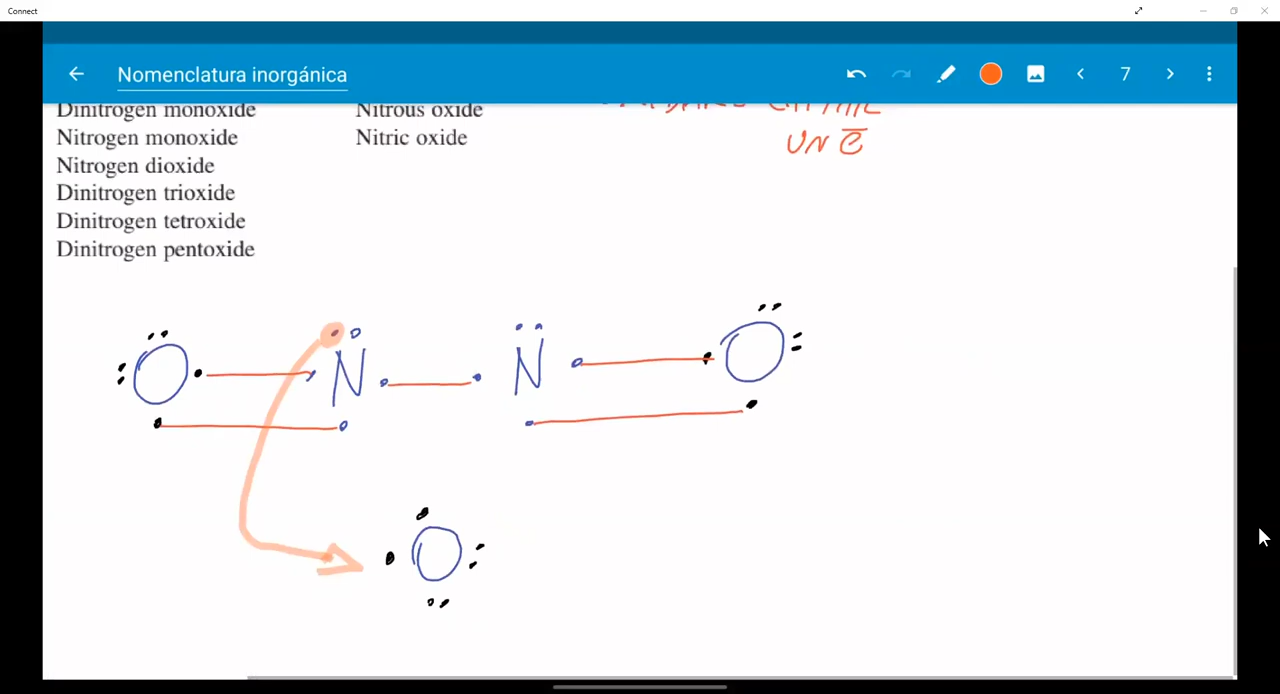 Connect
Nomenclatura inorgánica
7
Dinitrogen monoxide Nitrous oxide
Nitrogen monoxide Nitric oxide
UN e
Nitrogen dioxide
Dinitrogen trioxide
Dinitrogen tetroxide
Dinitrogen pentoxide
O N N O
O